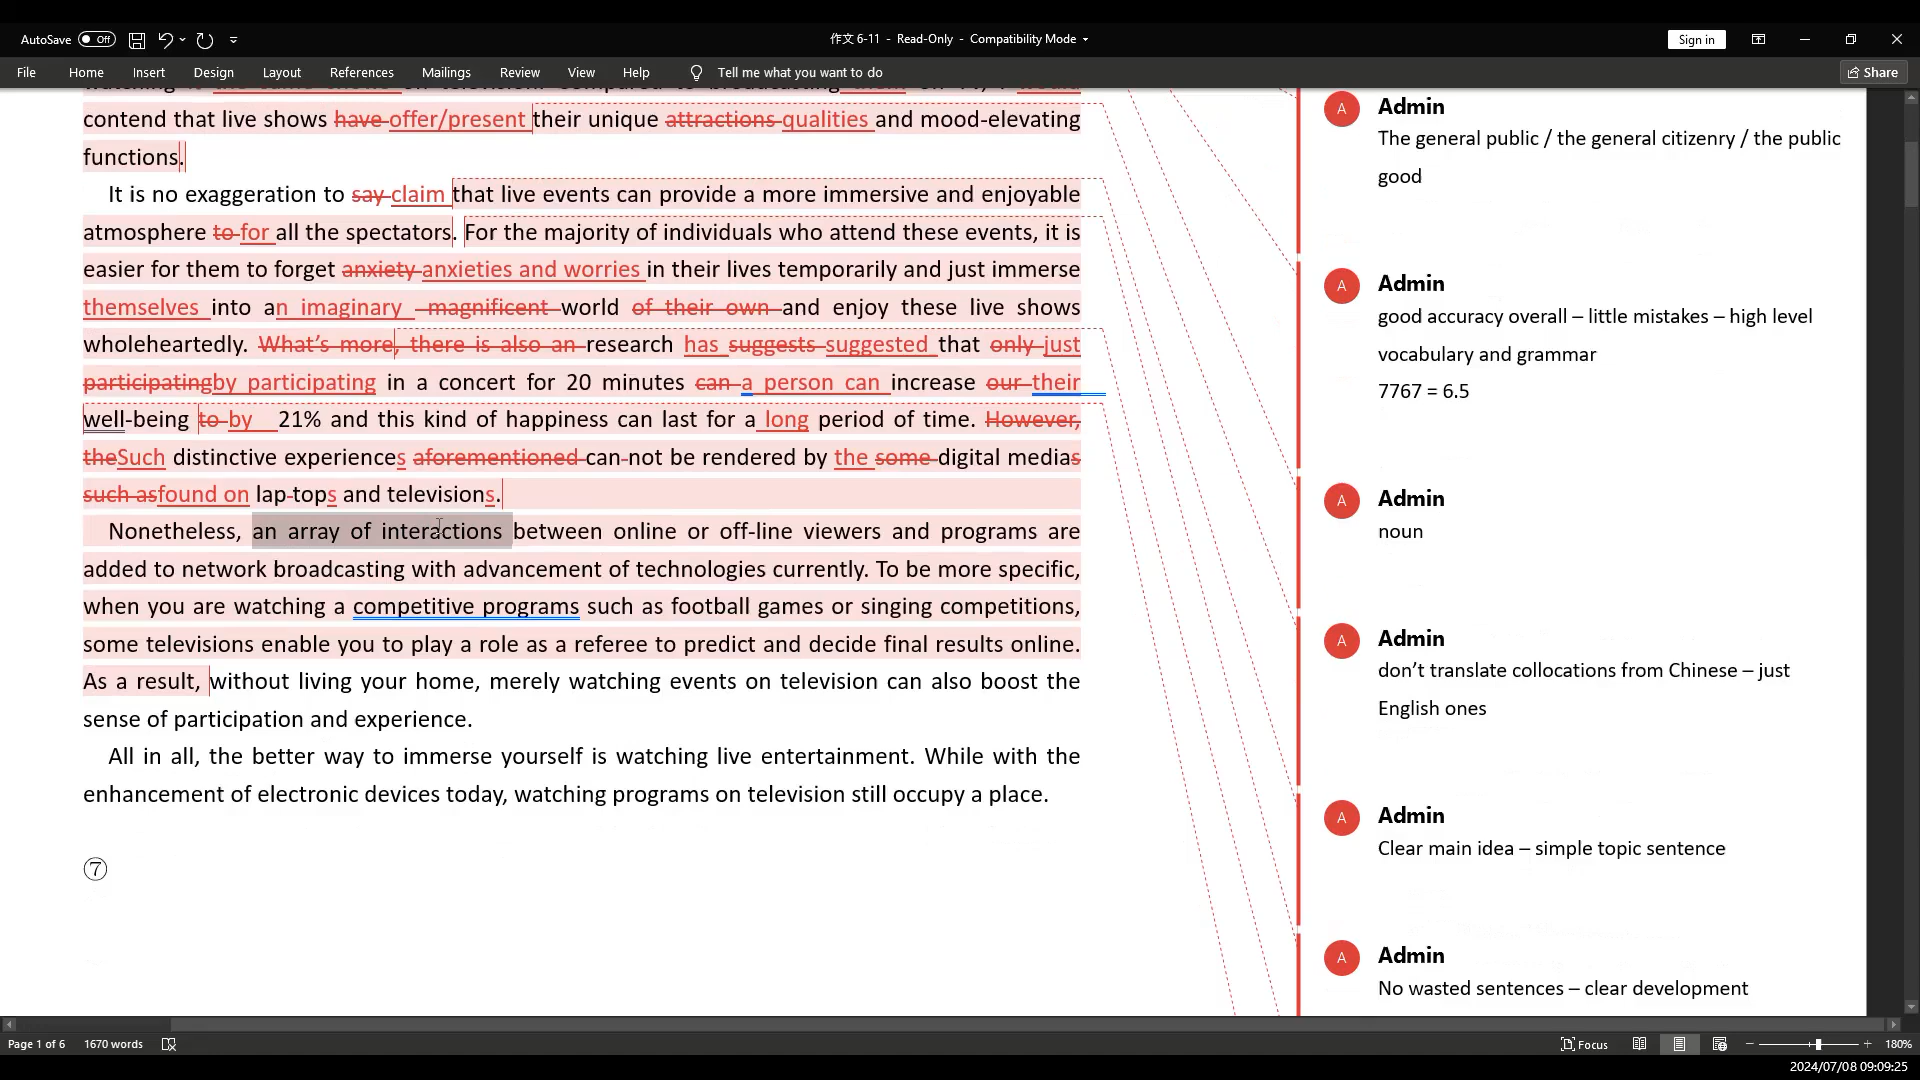 AutoSave Off
作文 6-11 - Read-Only - Compatibility Mode
Sign in
File Home Insert Design Layout References Mailings Review View Help Tell me what you want to do
Share
contend that live shows have offer/present their unique attractions qualities and mood-elevating
functions.
It is no exaggeration to say claim that live events can provide a more immersive and enjoyable
atmosphere to for all the spectators. For the majority of individuals who attend these events, it is
easier for them to forget anxiety anxieties and worries in their lives temporarily and just immerse
themselves into an imaginary magnificent world of their own and enjoy these live shows
wholeheartedly. What's more, there is also an research has suggests suggested that only just
participatingby participating in a concert for 20 minutes can a person can increase our their
well-being to by 21% and this kind of happiness can last for a long period of time. However,
theSuch distinctive experiences aforementioned can-not be rendered by the some digital medias
such asfound on lap-tops and televisions.
Nonetheless, an array of interactions between online or off-line viewers and programs are
added to network broadcasting with advancement of technologies currently. To be more specific,
when you are watching a competitive programs such as football games or singing competitions,
some televisions enable you to play a role as a referee to predict and decide final results online.
As a result, without living your home, merely watching events on television can also boost the
sense of participation and experience.
All in all, the better way to immerse yourself is watching live entertainment. While with the
enhancement of electronic devices today, watching programs on television still occupy a place.
⑦
A Admin
The general public / the general citizenry / the public
good
A Admin
good accuracy overall – little mistakes – high level
vocabulary and grammar
7767 = 6.5
A Admin
noun
A Admin
don't translate collocations from Chinese – just
English ones
A Admin
Clear main idea – simple topic sentence
A Admin
No wasted sentences – clear development
Page 1 of 6 1670 words
Focus
180%
2024/07/08 09:09:25